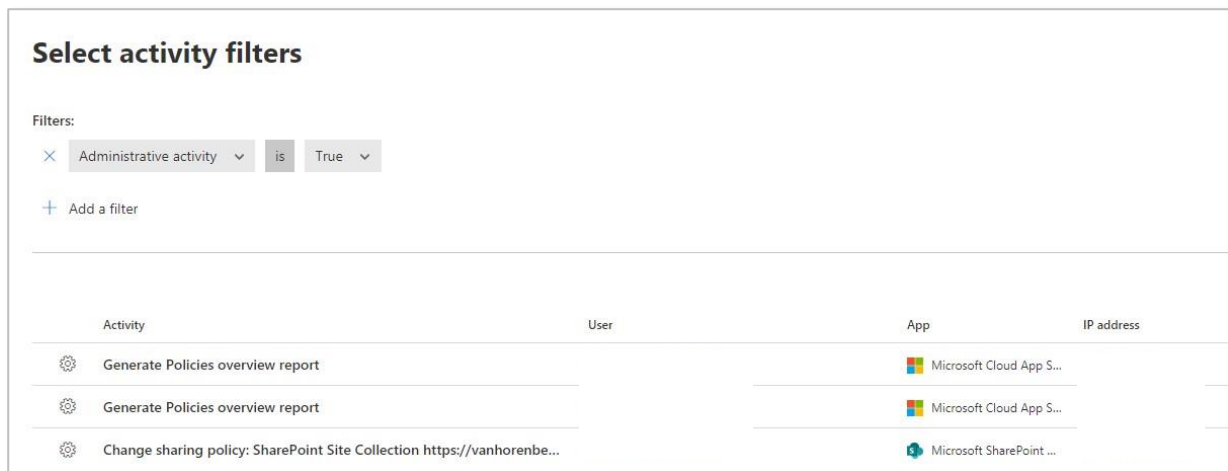 Select activity filters
Filters:
Administrative activity is True
Add a filter
Activity User App IP address
Generate Policies overview report Microsoft Cloud App S...
Generate Policies overview report Microsoft Cloud App S...
Change sharing policy: SharePoint Site Collection https://vanhorenbe... Microsoft SharePoint ...